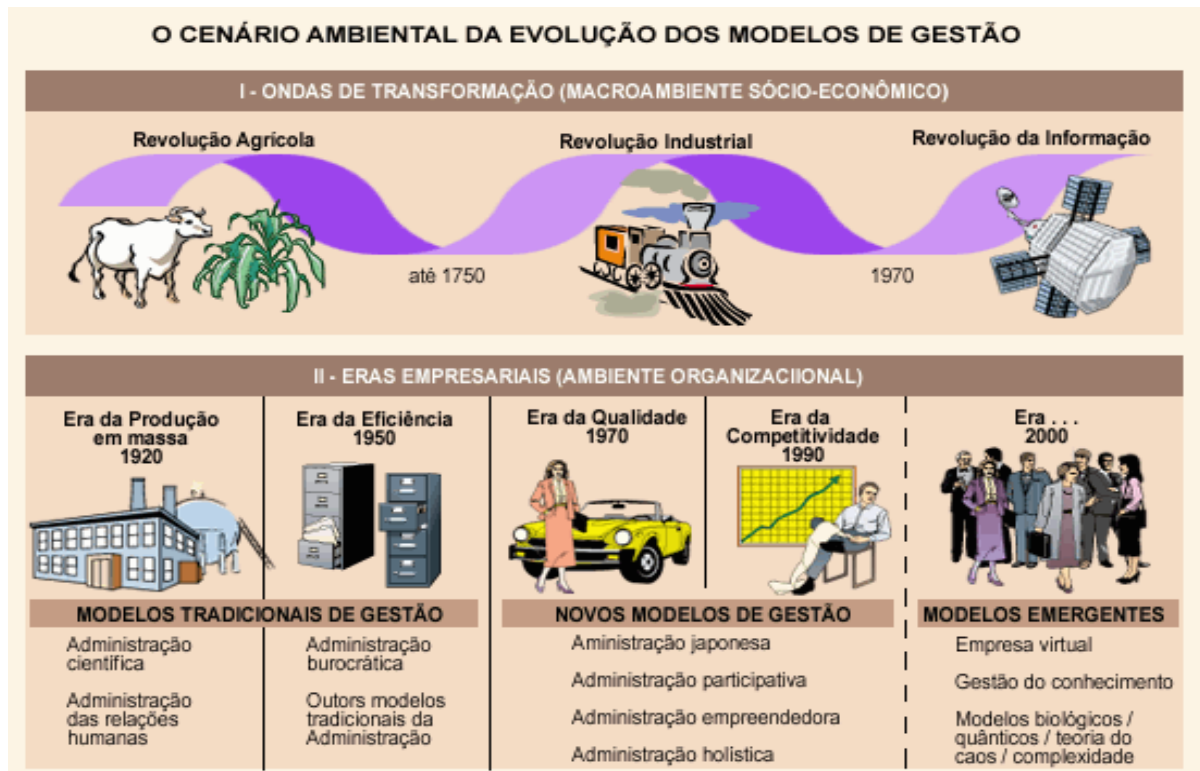 O CENÁRIO AMBIENTAL DA EVOLUÇÃO DOS MODELOS DE GESTÃO
I - ONDAS DE TRANSFORMAÇÃO (MACROAMBIENTE SÓCIO-ECONÔMICO)
Revolução Agrícola
Revolução Industrial
Revolução da Informação
até 1750
1970
II - ERAS EMPRESARIAIS (AMBIENTE ORGANIZACIIONAL)
Era da Produção
em massa
1920
Era da Eficiência
1950
Era da Qualidade
1970
Era da
Competitividade
1990
Era . . .
2000
MODELOS TRADICIONAIS DE GESTÃO
Administração
científica
Administração
das relações
humanas
Administração
burocrática
Outors modelos
tradicionais da
Administração
NOVOS MODELOS DE GESTÃO
Aministração japonesa
Administração participativa
Administração empreendedora
Administração holistica
MODELOS EMERGENTES
Empresa virtual
Gestão do conhecimento
Modelos biológicos /
quânticos / teoria do
caos / complexidade